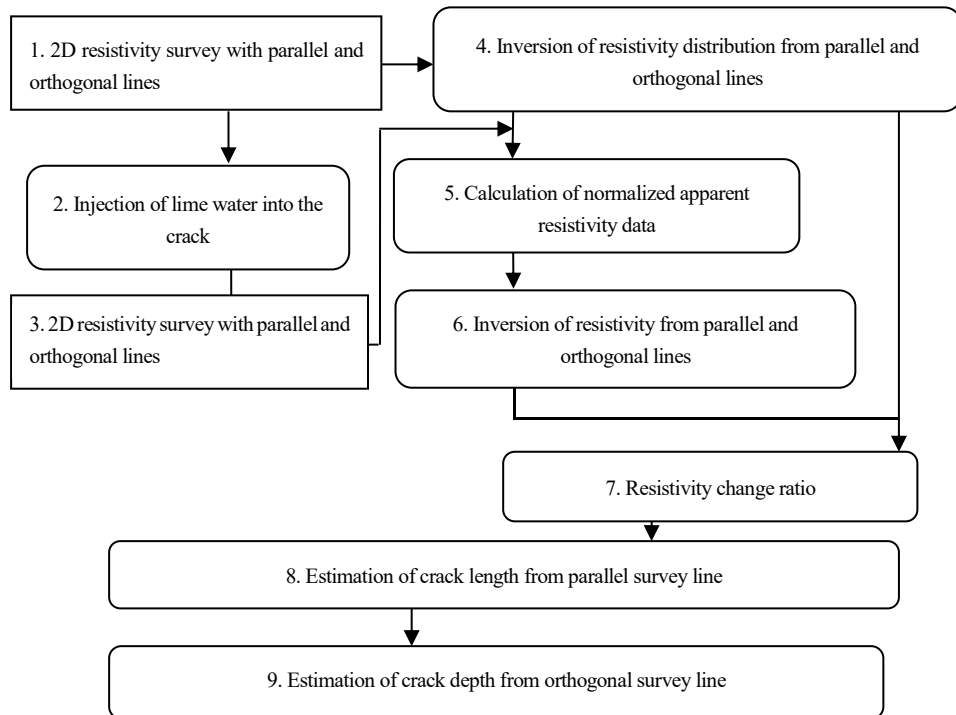 1. 2D resistivity survey with parallel and
orthogonal lines
2. Injection of lime water into the
crack
3. 2D resistivity survey with parallel and
orthogonal lines
4. Inversion of resistivity distribution from parallel and
orthogonal lines
5. Calculation of normalized apparent
resistivity data
6. Inversion of resistivity from parallel and
orthogonal lines
7. Resistivity change ratio
8. Estimation of crack length from parallel survey line
9. Estimation of crack depth from orthogonal survey line